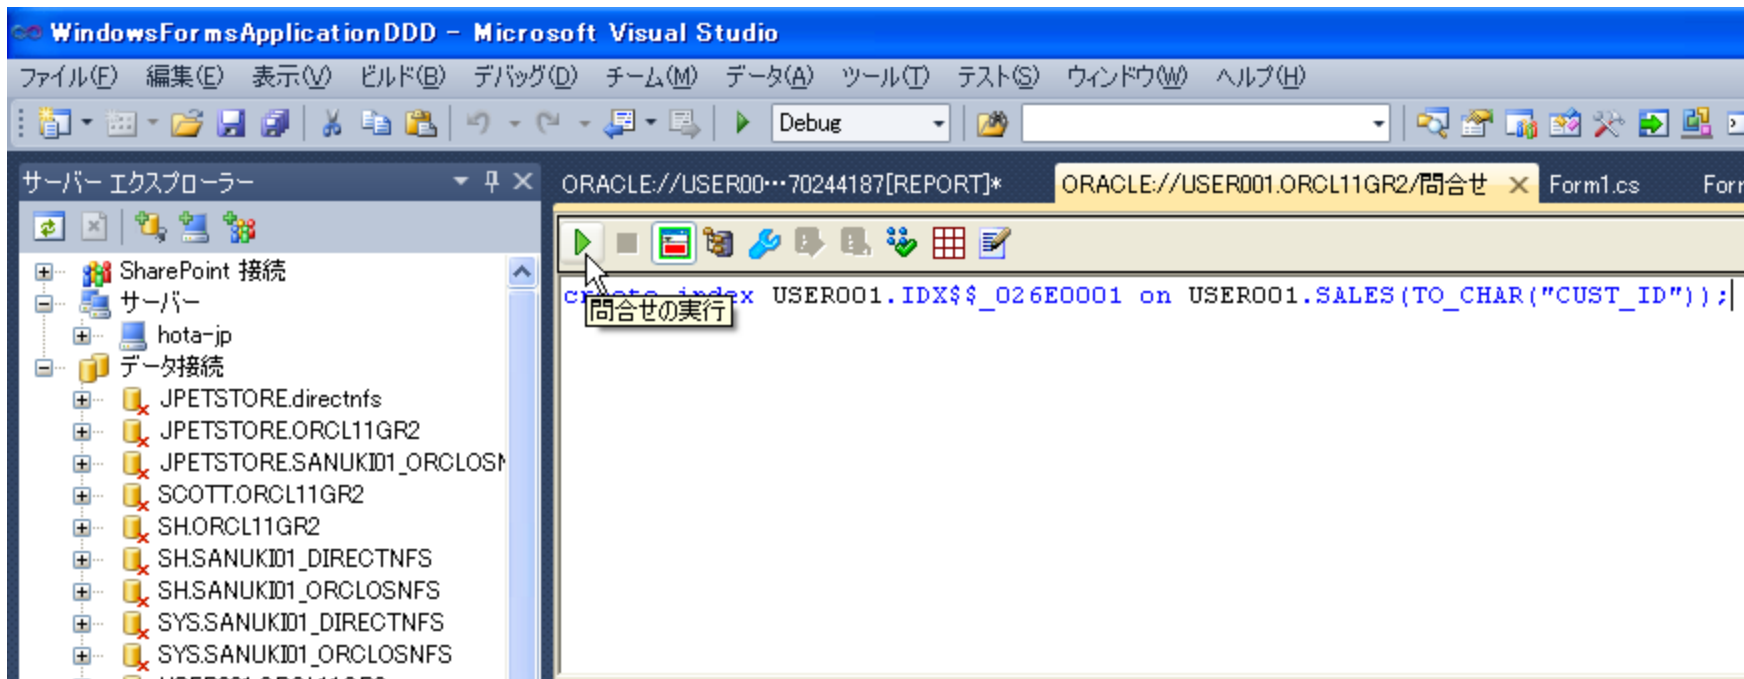 WindowsFormsApplicationDDD - Microsoft Visual Studio
ファイル(F) 編集(E) 表示(V) ビルド(B) デバッグ(D) チーム(M) データ(A) ツール(T) テスト(S) ウィンドウ(W) ヘルプ(H)
Debug
サーバー エクスプローラー
ORACLE://USER00…70244187[REPORT]* ORACLE://USER001.ORCL11GR2/問合せ Form1.cs
SharePoint 接続
サーバー
hota-jp
データ接続
JPETSTORE.directnfs
JPETSTORE.ORCL11GR2
JPETSTORE.SANUKI01_ORCLOSN
SCOTT.ORCL11GR2
SH.ORCL11GR2
SH.SANUKI01_DIRECTNFS
SH.SANUKI01_ORCLOSNFS
SYS.SANUKI01_DIRECTNFS
SYS.SANUKI01_ORCLOSNFS
create index USER001.IDX$$_026E0001 on USER001.SALES(TO_CHAR("CUST_ID"));
問合せの実行